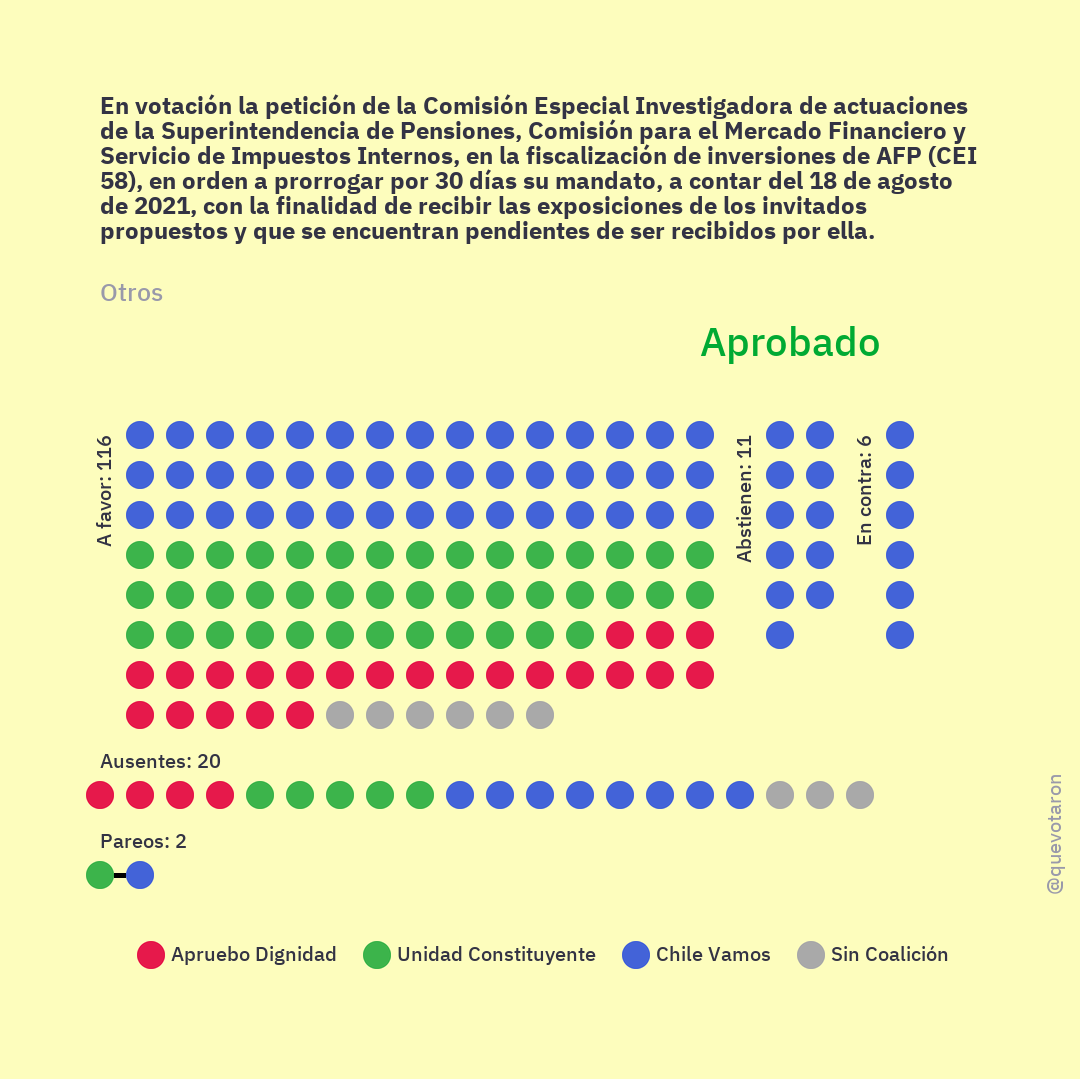 En votación la petición de la Comisión Especial Investigadora de actuaciones
de la Superintendencia de Pensiones, Comisión para el Mercado Financiero y
Servicio de Impuestos Internos, en la fiscalización de inversiones de AFP (CEI
58), en orden a prorrogar por 30 días su mandato, a contar del 18 de agosto
de 2021, con la finalidad de recibir las exposiciones de los invitados
propuestos y que se encuentran pendientes de ser recibidos por ella.
Otros
Aprobado
A favor: 116
Abstienen: 11
En contra: 6
Ausentes: 20
Pareos: 2
@quevotaron
Apruebo Dignidad
Unidad Constituyente
Chile Vamos
Sin Coalición